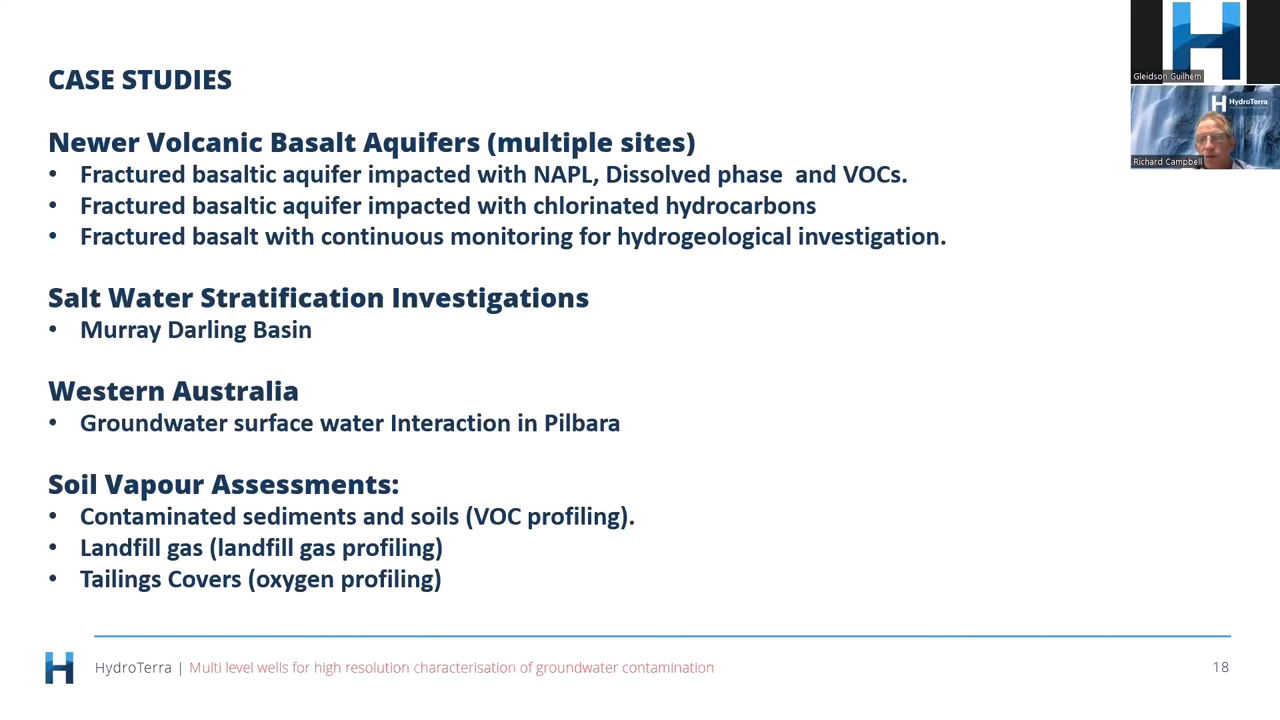 CASE STUDIES
Newer Volcanic Basalt Aquifers (multiple sites)
• Fractured basaltic aquifer impacted with NAPL, Dissolved phase  and VOCs.
• Fractured basaltic aquifer impacted with chlorinated hydrocarbons
• Fractured basalt with continuous monitoring for hydrogeological investigation.
Salt Water Stratification Investigations
• Murray Darling Basin
Western Australia
• Groundwater surface water Interaction in Pilbara
Soil Vapour Assessments:
• Contaminated sediments and soils (VOC profiling).
• Landfill gas (landfill gas profiling)
• Tailings Covers (oxygen profiling)
HydroTerra | Multi level wells for high resolution characterisation of groundwater contamination
18
Gleidson Guilhem
HydroTerra
Richard Campbell